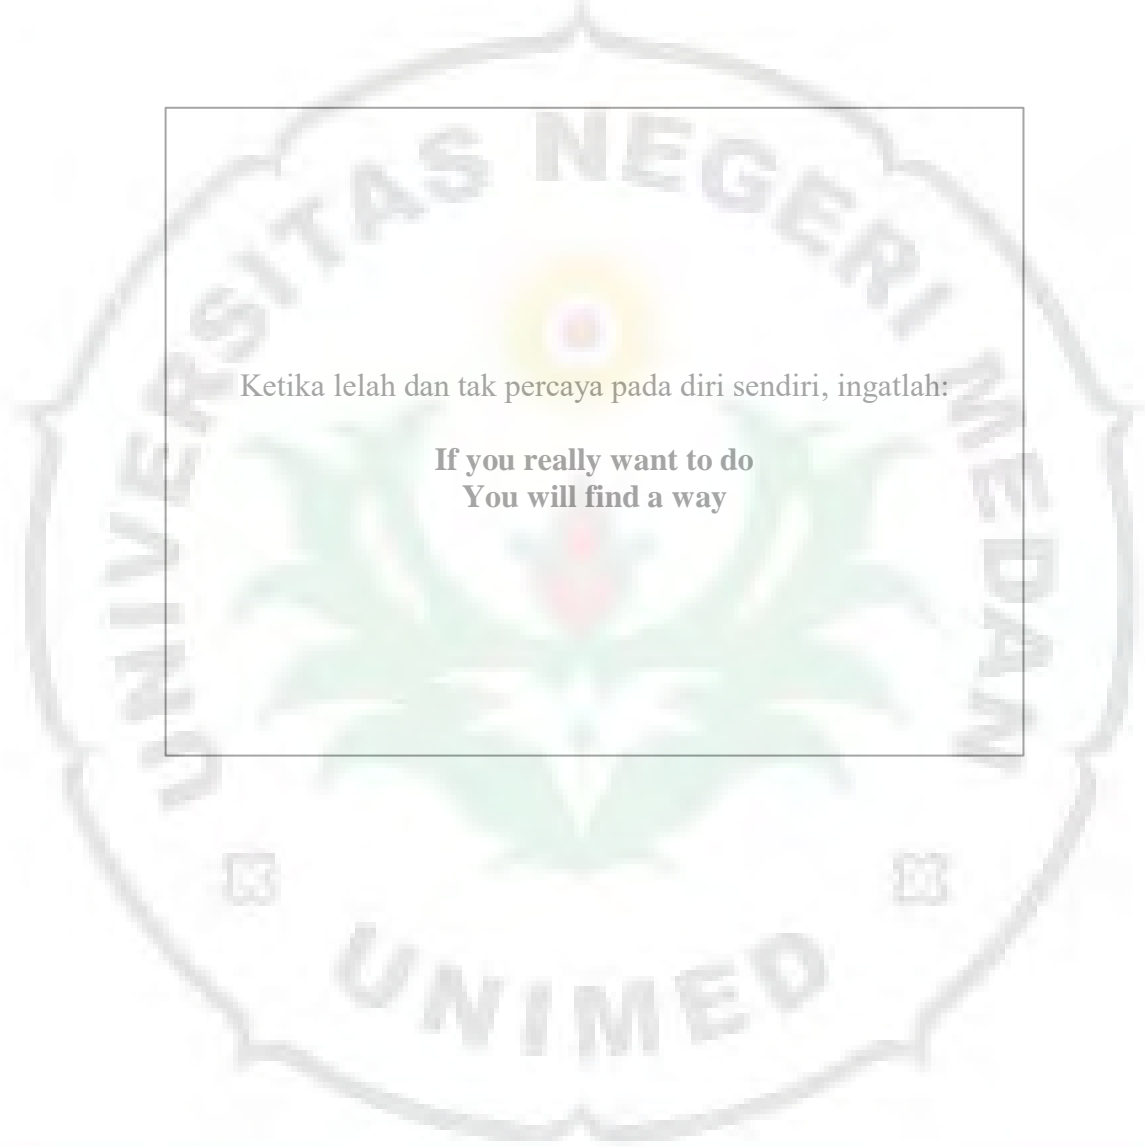 UNIVERSITAS NEGERI MEDAN
Ketika lelah dan tak percaya pada diri sendiri, ingatlah:
If you really want to do
You will find a way
UNIMED